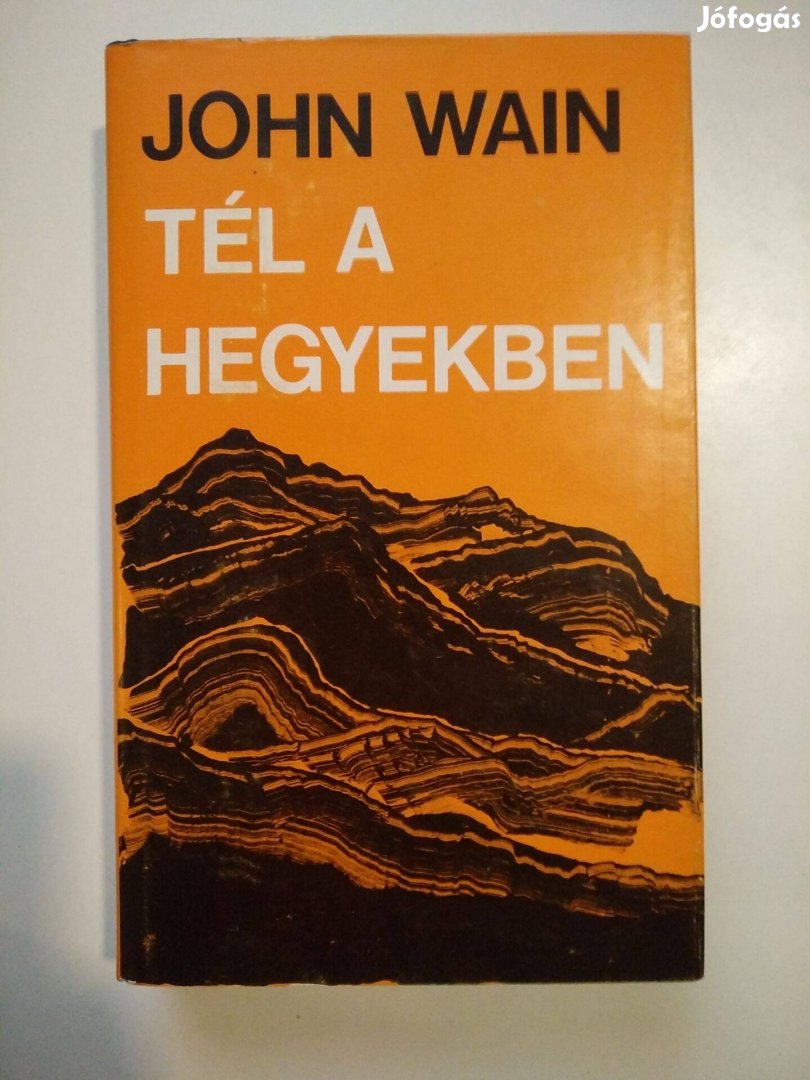 Jófogás
JOHN WAIN
TÉL A
HEGYEKBEN